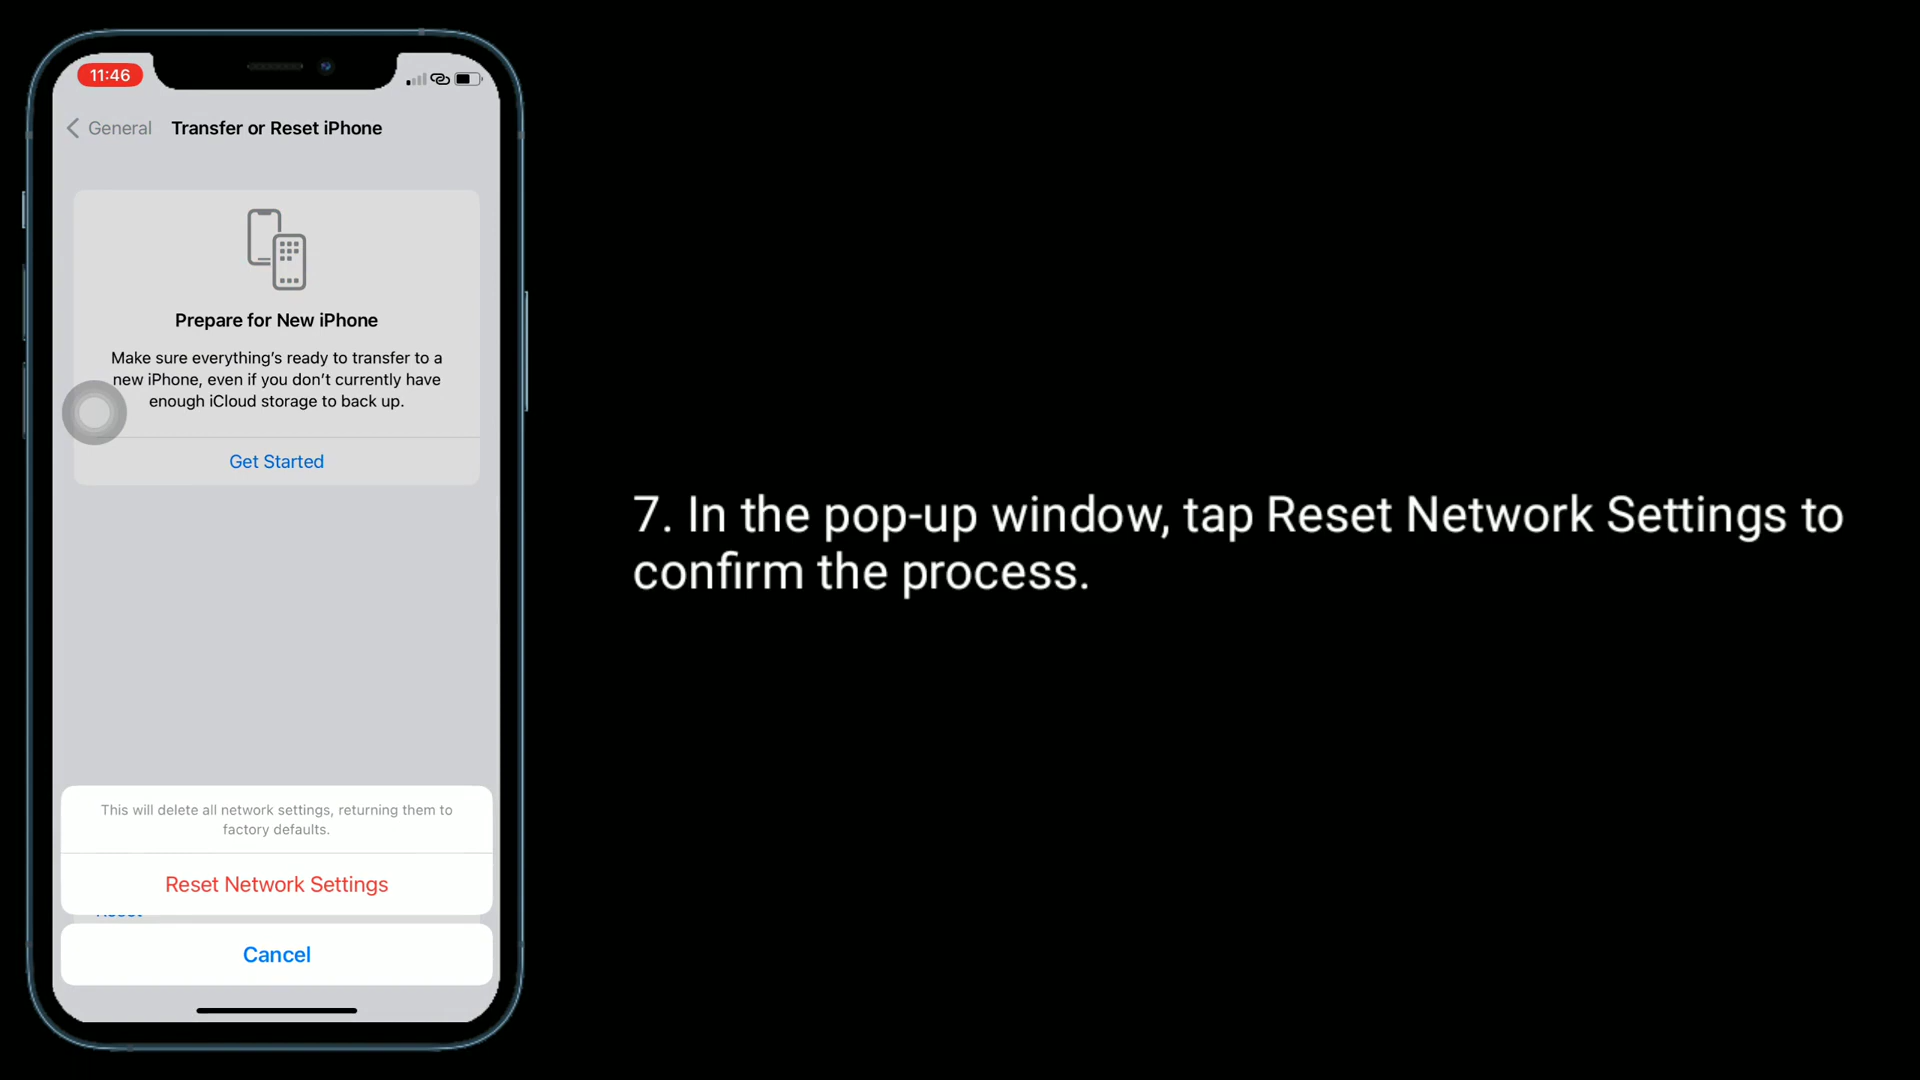 11:46
General Transfer or Reset iPhone
Prepare for New iPhone
Make sure everything's ready to transfer to a
new iPhone, even if you don't currently have
enough iCloud storage to back up.
Get Started
7. In the pop-up window, tap Reset Network Settings to
confirm the process.
This will delete all network settings, returning them to
factory defaults.
Reset Network Settings
Cancel